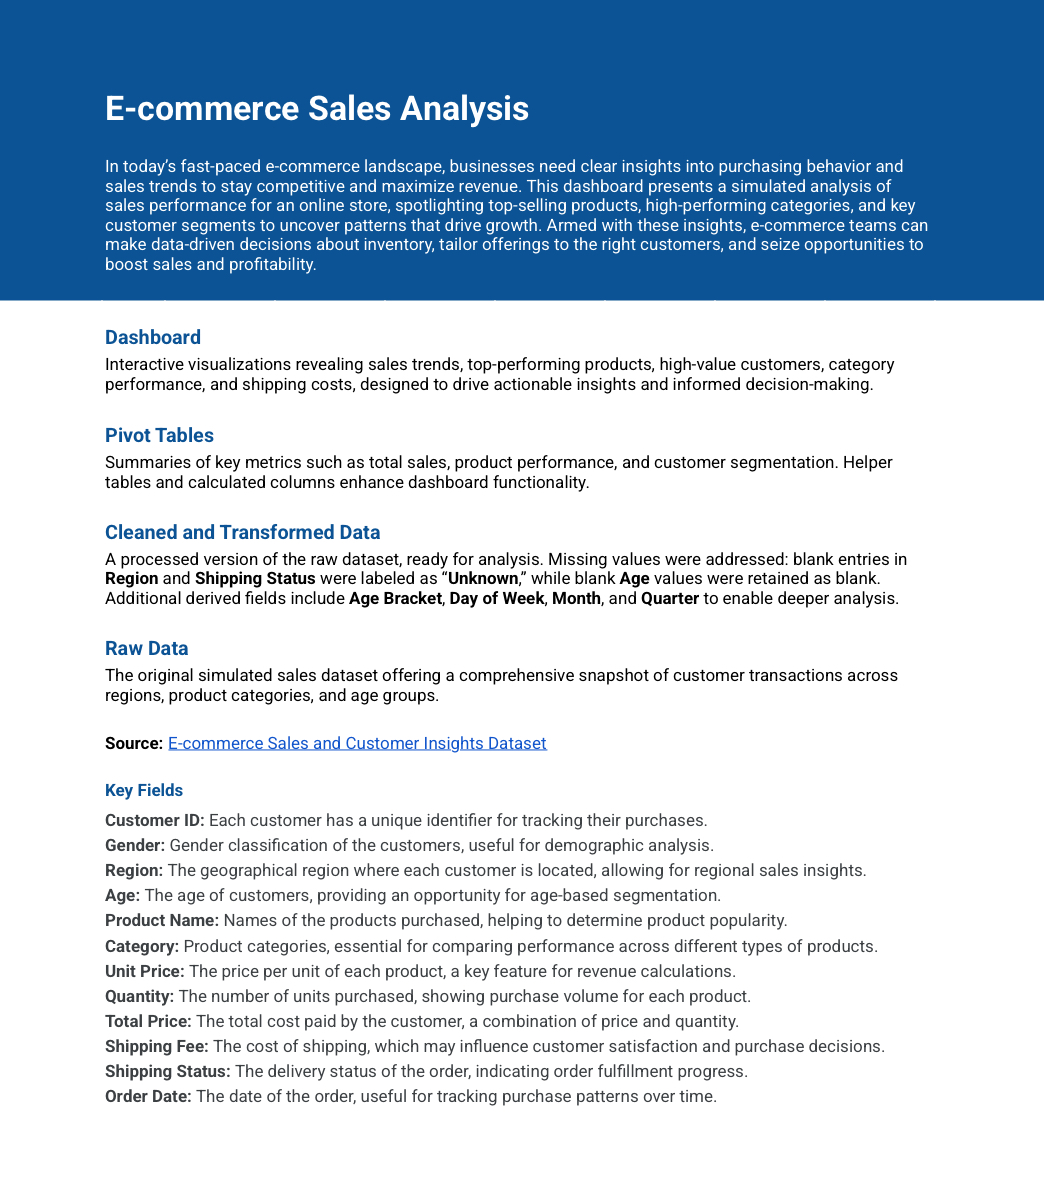 E-commerce Sales Analysis
In today’s fast-paced e-commerce landscape, businesses need clear insights into purchasing behavior and
sales trends to stay competitive and maximize revenue. This dashboard presents a simulated analysis of
sales performance for an online store, spotlighting top-selling products, high-performing categories, and key
customer segments to uncover patterns that drive growth. Armed with these insights, e-commerce teams can
make data-driven decisions about inventory, tailor offerings to the right customers, and seize opportunities to
boost sales and profitability.
Dashboard
Interactive visualizations revealing sales trends, top-performing products, high-value customers, category
performance, and shipping costs, designed to drive actionable insights and informed decision-making.
Pivot Tables
Summaries of key metrics such as total sales, product performance, and customer segmentation. Helper
tables and calculated columns enhance dashboard functionality.
Cleaned and Transformed Data
A processed version of the raw dataset, ready for analysis. Missing values were addressed: blank entries in
Region and Shipping Status were labeled as “Unknown,” while blank Age values were retained as blank.
Additional derived fields include Age Bracket, Day of Week, Month, and Quarter to enable deeper analysis.
Raw Data
The original simulated sales dataset offering a comprehensive snapshot of customer transactions across
regions, product categories, and age groups.
Source: E-commerce Sales and Customer Insights Dataset
Key Fields
Customer ID: Each customer has a unique identifier for tracking their purchases.
Gender: Gender classification of the customers, useful for demographic analysis.
Region: The geographical region where each customer is located, allowing for regional sales insights.
Age: The age of customers, providing an opportunity for age-based segmentation.
Product Name: Names of the products purchased, helping to determine product popularity.
Category: Product categories, essential for comparing performance across different types of products.
Unit Price: The price per unit of each product, a key feature for revenue calculations.
Quantity: The number of units purchased, showing purchase volume for each product.
Total Price: The total cost paid by the customer, a combination of price and quantity.
Shipping Fee: The cost of shipping, which may influence customer satisfaction and purchase decisions.
Shipping Status: The delivery status of the order, indicating order fulfillment progress.
Order Date: The date of the order, useful for tracking purchase patterns over time.